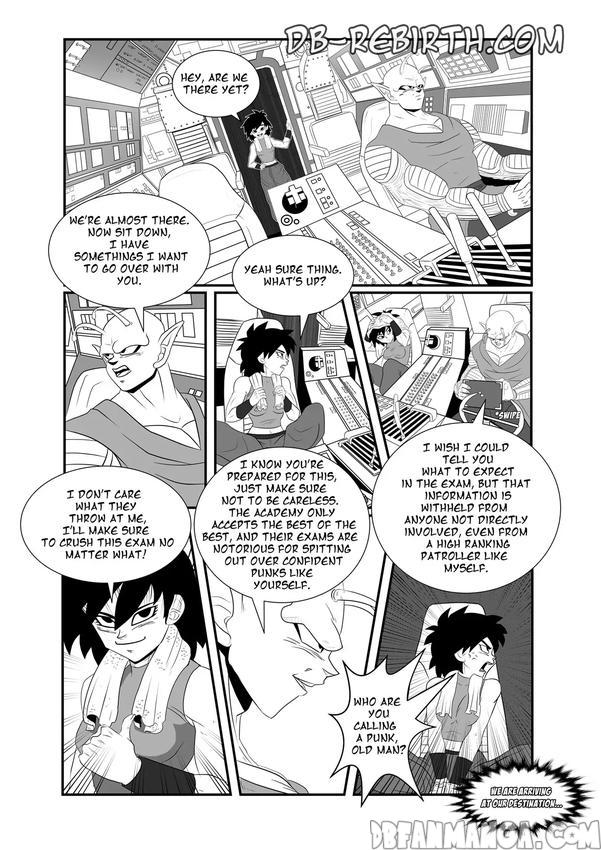 DB-REBIRTH.COM
HEY, ARE WE
THERE YET?
WE'RE ALMOST THERE.
NOW SIT DOWN,
I HAVE
SOMETHINGS I WANT
TO GO OVER WITH
YOU.
YEAH SURE THING.
WHAT'S UP?
*SWIPE
I WISH I COULD
TELL YOU
WHAT TO EXPECT
IN THE EXAM, BUT THAT
INFORMATION IS
WITHHELD FROM
ANYONE NOT DIRECTLY
INVOLVED, EVEN FROM
A HIGH RANKING
PATROLLER LIKE
MYSELF.
I KNOW YOU'RE
PREPARED FOR THIS,
JUST MAKE SURE
NOT TO BE CARELESS.
THE ACADEMY ONLY
ACCEPTS THE BEST OF THE
BEST, AND THEIR EXAMS ARE
NOTORIOUS FOR SPITTING
OUT OVER CONFIDENT
PUNKS LIKE
YOURSELF.
I DON'T CARE
WHAT THEY
THROW AT ME,
I'LL MAKE SURE
TO CRUSH THIS EXAM NO
MATTER WHAT!
WHO ARE
YOU
CALLING
A PUNK,
OLD MAN?
WE ARE ARRIVING
AT OUR DESTINATION...
DBFANMANGA.COM